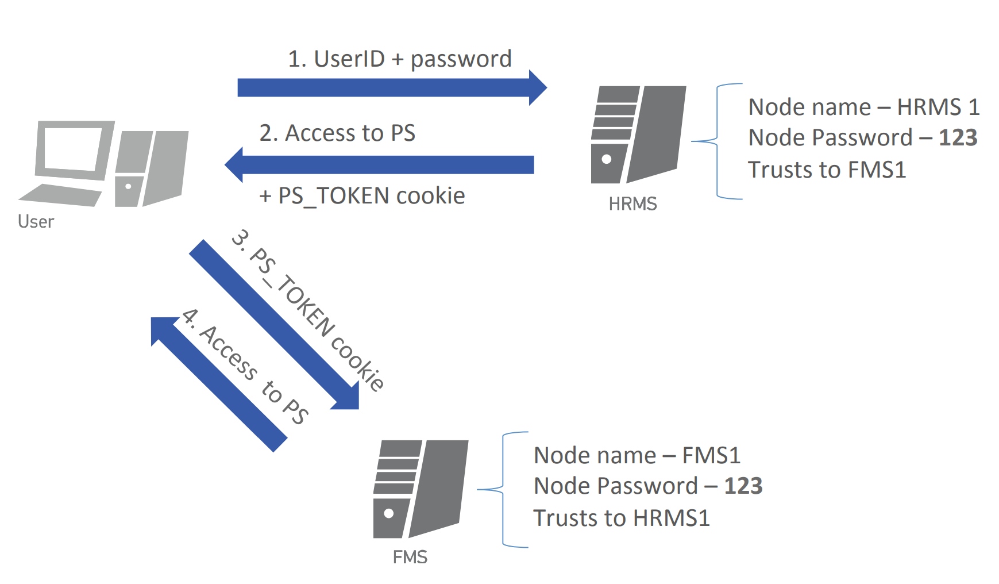 1. UserID + password
2. Access to PS
+ PS_TOKEN cookie
User
HRMS
Node name – HRMS 1
Node Password – 123
Trusts to FMS1
3. PS_TOKEN cookie
4. Access to PS
FMS
Node name – FMS1
Node Password – 123
Trusts to HRMS1